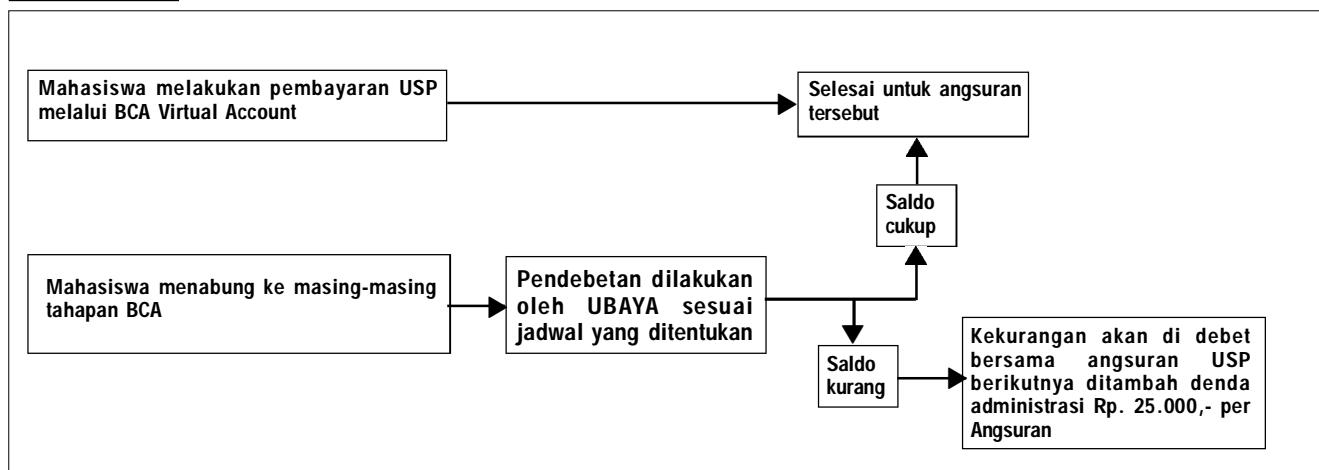 Mahasiswa melakukan pembayaran USP
melalui BCA Virtual Account
Selesai untuk angsuran
tersebut
Saldo
cukup
Mahasiswa menabung ke masing-masing
tahapan BCA
Pendebetan dilakukan
oleh UBAYA sesuai
jadwal yang ditentukan
Saldo
kurang
Kekurangan akan di debet
bersama angsuran USP
berikutnya ditambah denda
administrasi Rp. 25.000,- per
Angsuran